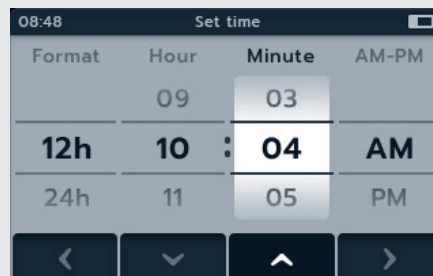 08:48 Set time
Format Hour Minute AM-PM
09 03
12h 10 : 04 AM
24h 11 05 PM